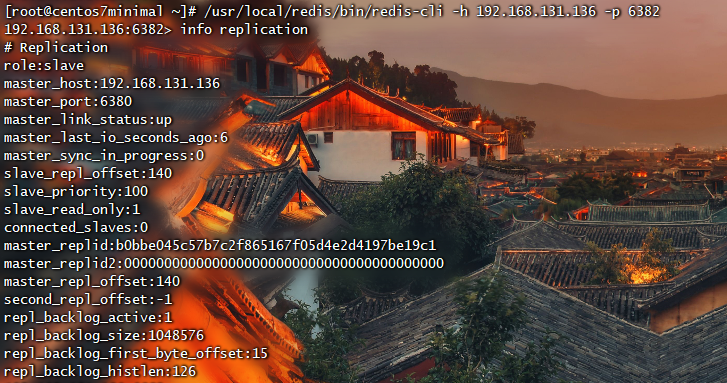 [root@centos7minimal ~]# /usr/local/redis/bin/redis-cli -h 192.168.131.136 -p 6382
192.168.131.136:6382> info replication
# Replication
role:slave
master_host:192.168.131.136
master_port:6380
master_link_status:up
master_last_io_seconds_ago:6
master_sync_in_progress:0
slave_repl_offset:140
slave_priority:100
slave_read_only:1
connected_slaves:0
master_replid:b0bbe045c57b7c2f865167f05d4e2d4197be19c1
master_replid2:0000000000000000000000000000000000000000
master_repl_offset:140
second_repl_offset:-1
repl_backlog_active:1
repl_backlog_size:1048576
repl_backlog_first_byte_offset:15
repl_backlog_histlen:126